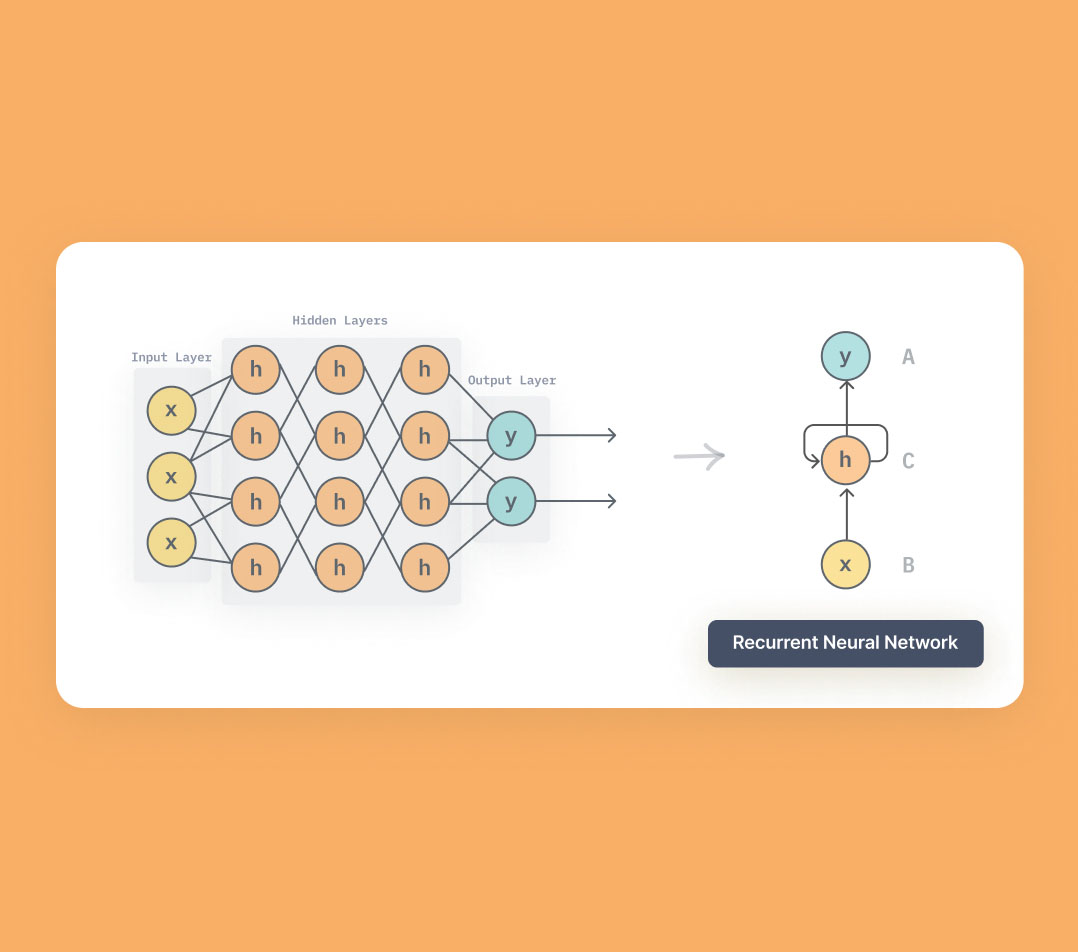 Hidden Layers
Input Layer
Output Layer
h h h
x
h h h
y
x
h h h
y
x
h h h
y A
h C
x B
Recurrent Neural Network